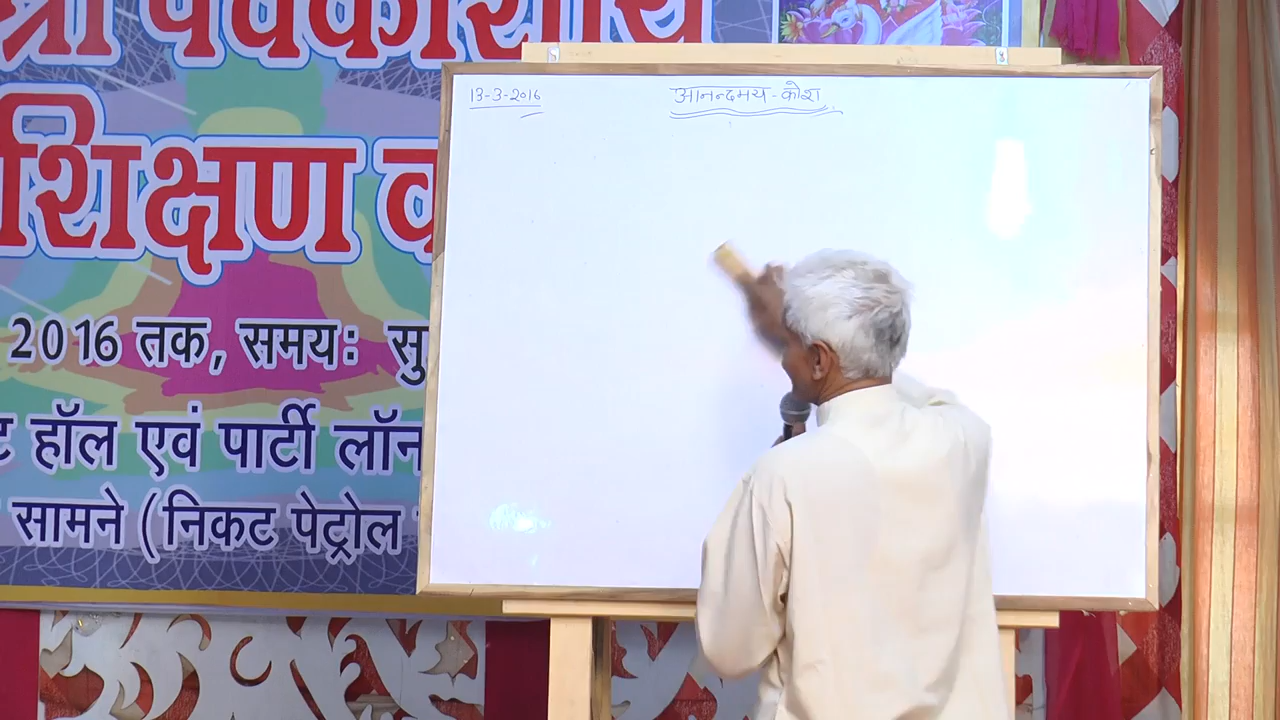 श्री पंचकोशीय
शिक्षण
2016 तक, समयः सु
हॉल एवं पार्टी लॉन
सामने (निकट पेट्रोल
13-3-2016
आनन्दमय-कोश